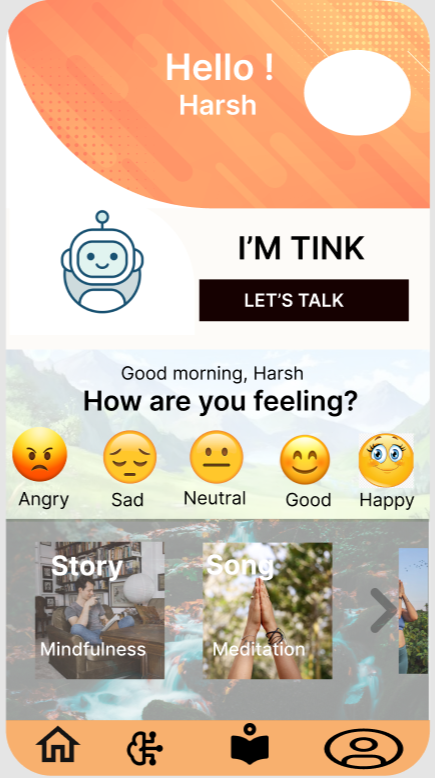 Hello !
Harsh
I'M TINK
LET'S TALK
Good morning, Harsh
How are you feeling?
Angry Sad Neutral Good Happy
Story Song
Mindfulness Meditation